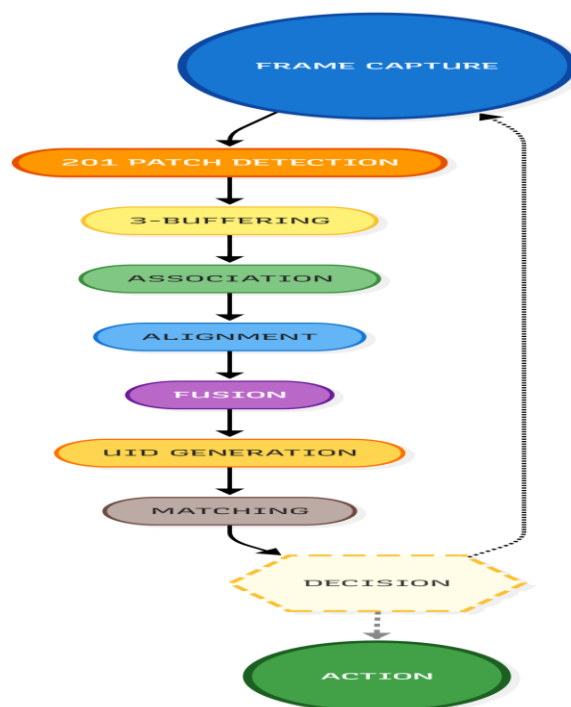 FRAME CAPTURE
201 PATCH DETECTION
3-BUFFERING
ASSOCIATION
ALIGNMENT
FUSION
UID GENERATION
MATCHING
DECISION
ACTION